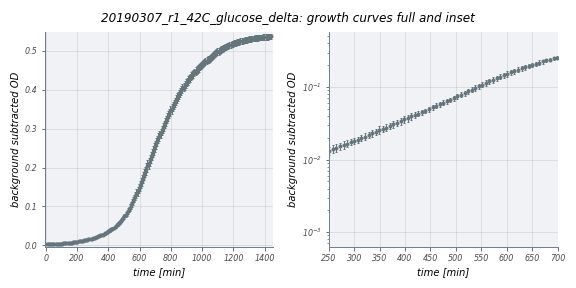 20190307_r1_42C_glucose_delta: growth curves full and inset
background subtracted OD
0.5
0.4
0.3
0.2
0.1
0.0
0 200 400 600 800 1000 1200 1400
time [min]
background subtracted OD
10⁻¹
10⁻²
10⁻³
250 300 350 400 450 500 550 600 650 700
time [min]